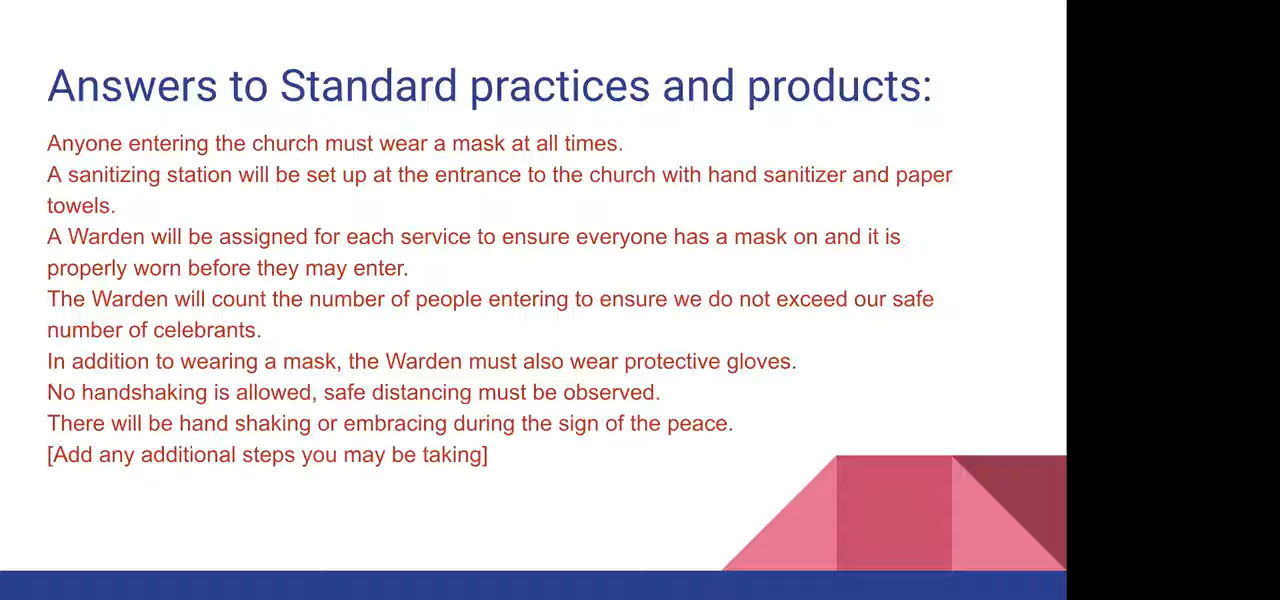 Answers to Standard practices and products:
Anyone entering the church must wear a mask at all times.
A sanitizing station will be set up at the entrance to the church with hand sanitizer and paper
towels.
A Warden will be assigned for each service to ensure everyone has a mask on and it is
properly worn before they may enter.
The Warden will count the number of people entering to ensure we do not exceed our safe
number of celebrants.
In addition to wearing a mask, the Warden must also wear protective gloves.
No handshaking is allowed, safe distancing must be observed.
There will be hand shaking or embracing during the sign of the peace.
[Add any additional steps you may be taking]